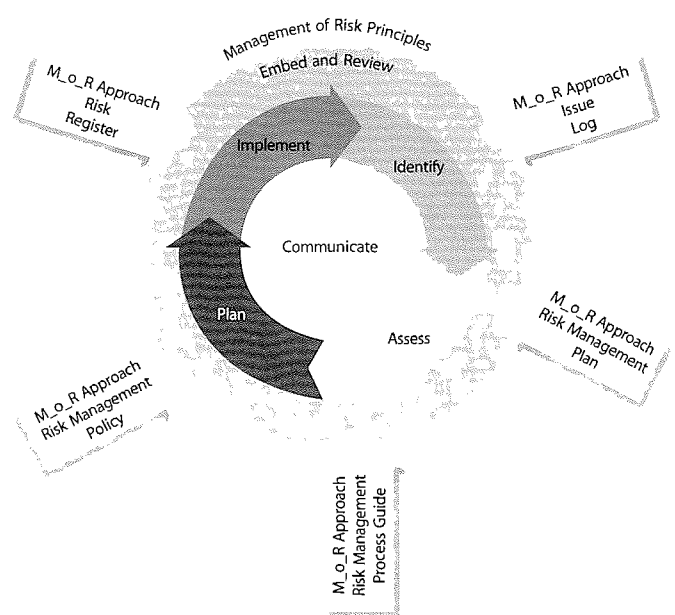 Management of Risk Principles
Embed and Review
M_o_R Approach
Risk
Register
M_o_R Approach
Issue
Log
Implement
Identify
Communicate
Plan
Assess
M_o_R Approach
Risk Management
Plan
M_o_R Approach
Risk Management
Policy
M_o_R Approach
Risk Management
Process Guide